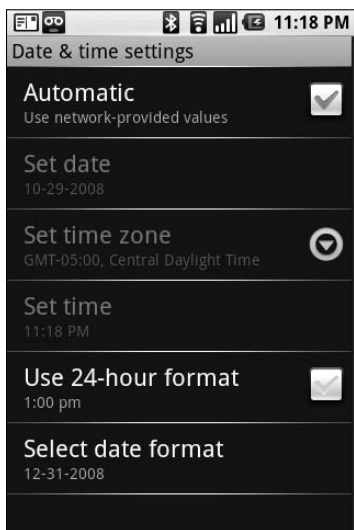 11:18 PM
Date & time settings
Automatic
Use network-provided values
Set date
10-29-2008
Set time zone
GMT-05:00, Central Daylight Time
Set time
11:18 PM
Use 24-hour format
1:00 pm
Select date format
12-31-2008